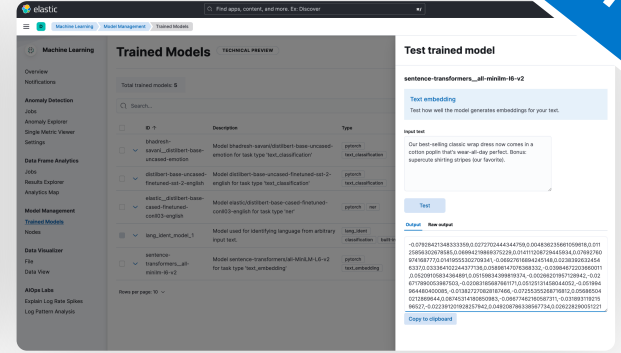 elastic
Find apps, content, and more. Ex: Discover
Machine Learning
Model Management
Trained Models
Machine Learning
Overview
Notifications
Anomaly Detection
Jobs
Anomaly Explorer
Single Metric Viewer
Settings
Data Frame Analytics
Jobs
Results Explorer
Analytics Map
Model Management
Trained Models
Nodes
Data Visualizer
File
Data View
AIOps Labs
Explain Log Rate Spikes
Log Pattern Analysis
Trained Models
TECHNICAL PREVIEW
Total trained models: 5
Search...
ID ↑ Description Type
bhadresh-
savani__distilbert-base-
uncased-emotion
Model bhadresh-savani/distilbert-base-uncased-
emotion for task type 'text_classification'
pytorch
text_classification
distilbert-base-uncased-
finetuned-sst-2-english
Model distilbert-base-uncased-finetuned-sst-2-
english for task type 'text_classification'
pytorch
text_classification
elastic__distilbert-base-
cased-finetuned-
conll03-english
Model elastic/distilbert-base-cased-finetuned-
conll03-english for task type 'ner'
pytorch ner
lang_ident_model_1
Model used for identifying language from arbitrary
input text.
lang_ident
classification
sentence-
transformers__all-
minilm-l6-v2
Model sentence-transformers/all-MiniLM-L6-v2
for task type 'text_embedding'
pytorch
text_embedding
Rows per page: 10
Test trained model
sentence-transformers__all-minilm-l6-v2
Text embedding
Test how well the model generates embeddings for your text.
Input text
Our best-selling classic wrap dress now comes in a
cotton poplin that's wear-all-day perfect. Bonus:
supercute shirting stripes (our favorite).
Test
Output Raw output
Copy to clipboard